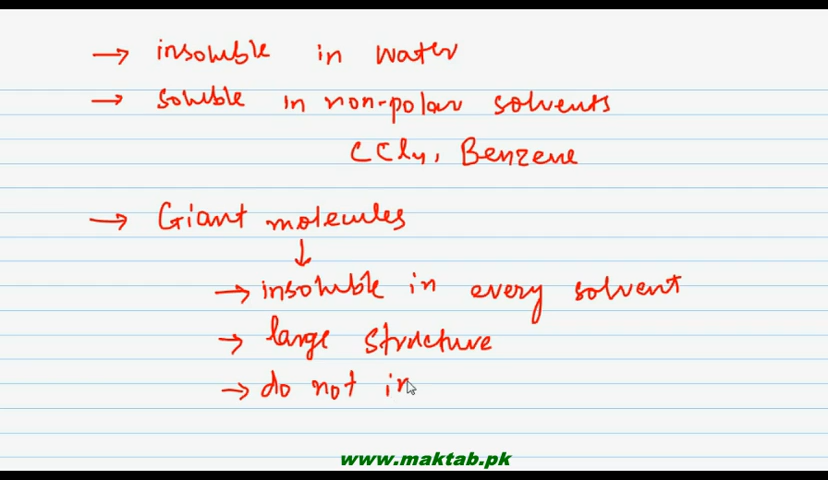 → insoluble in water
→ soluble in non-polar solvents
CCl4, Benzene
→ Giant molecules
↓
→ insoluble in every solvent
→ large structure
→ do not in
www.maktab.pk